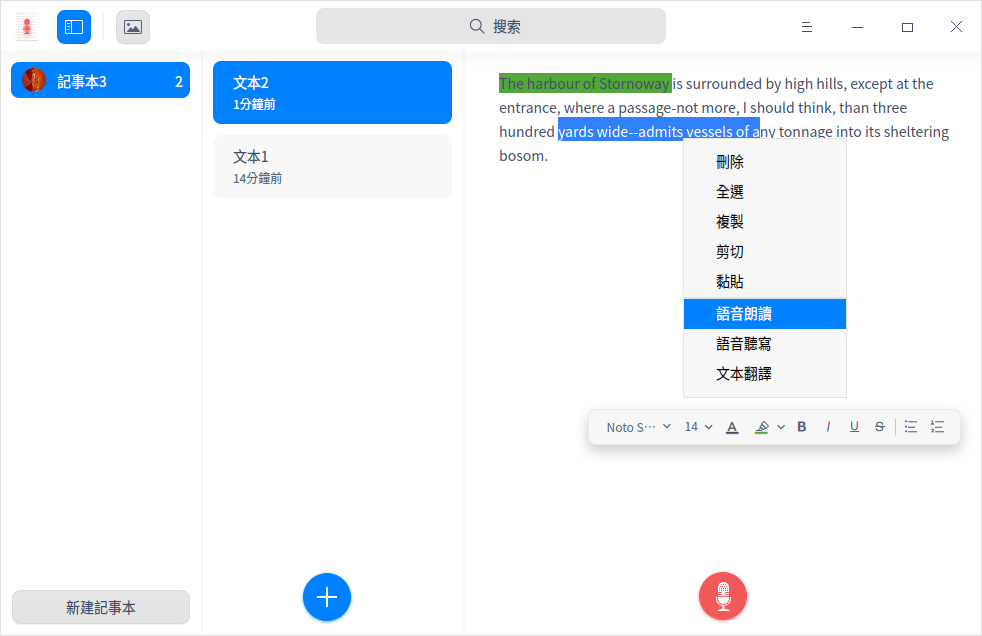 搜索
記事本3 2
文本2
1分鐘前
文本1
14分鐘前
The harbour of Stornoway is surrounded by high hills, except at the
entrance, where a passage-not more, I should think, than three
hundred yards wide--admits vessels of any tonnage into its sheltering
bosom.
刪除
全選
複製
剪切
黏貼
語音朗讀
語音聽寫
文本翻譯
Noto S··· 14 A B I U S
新建記事本